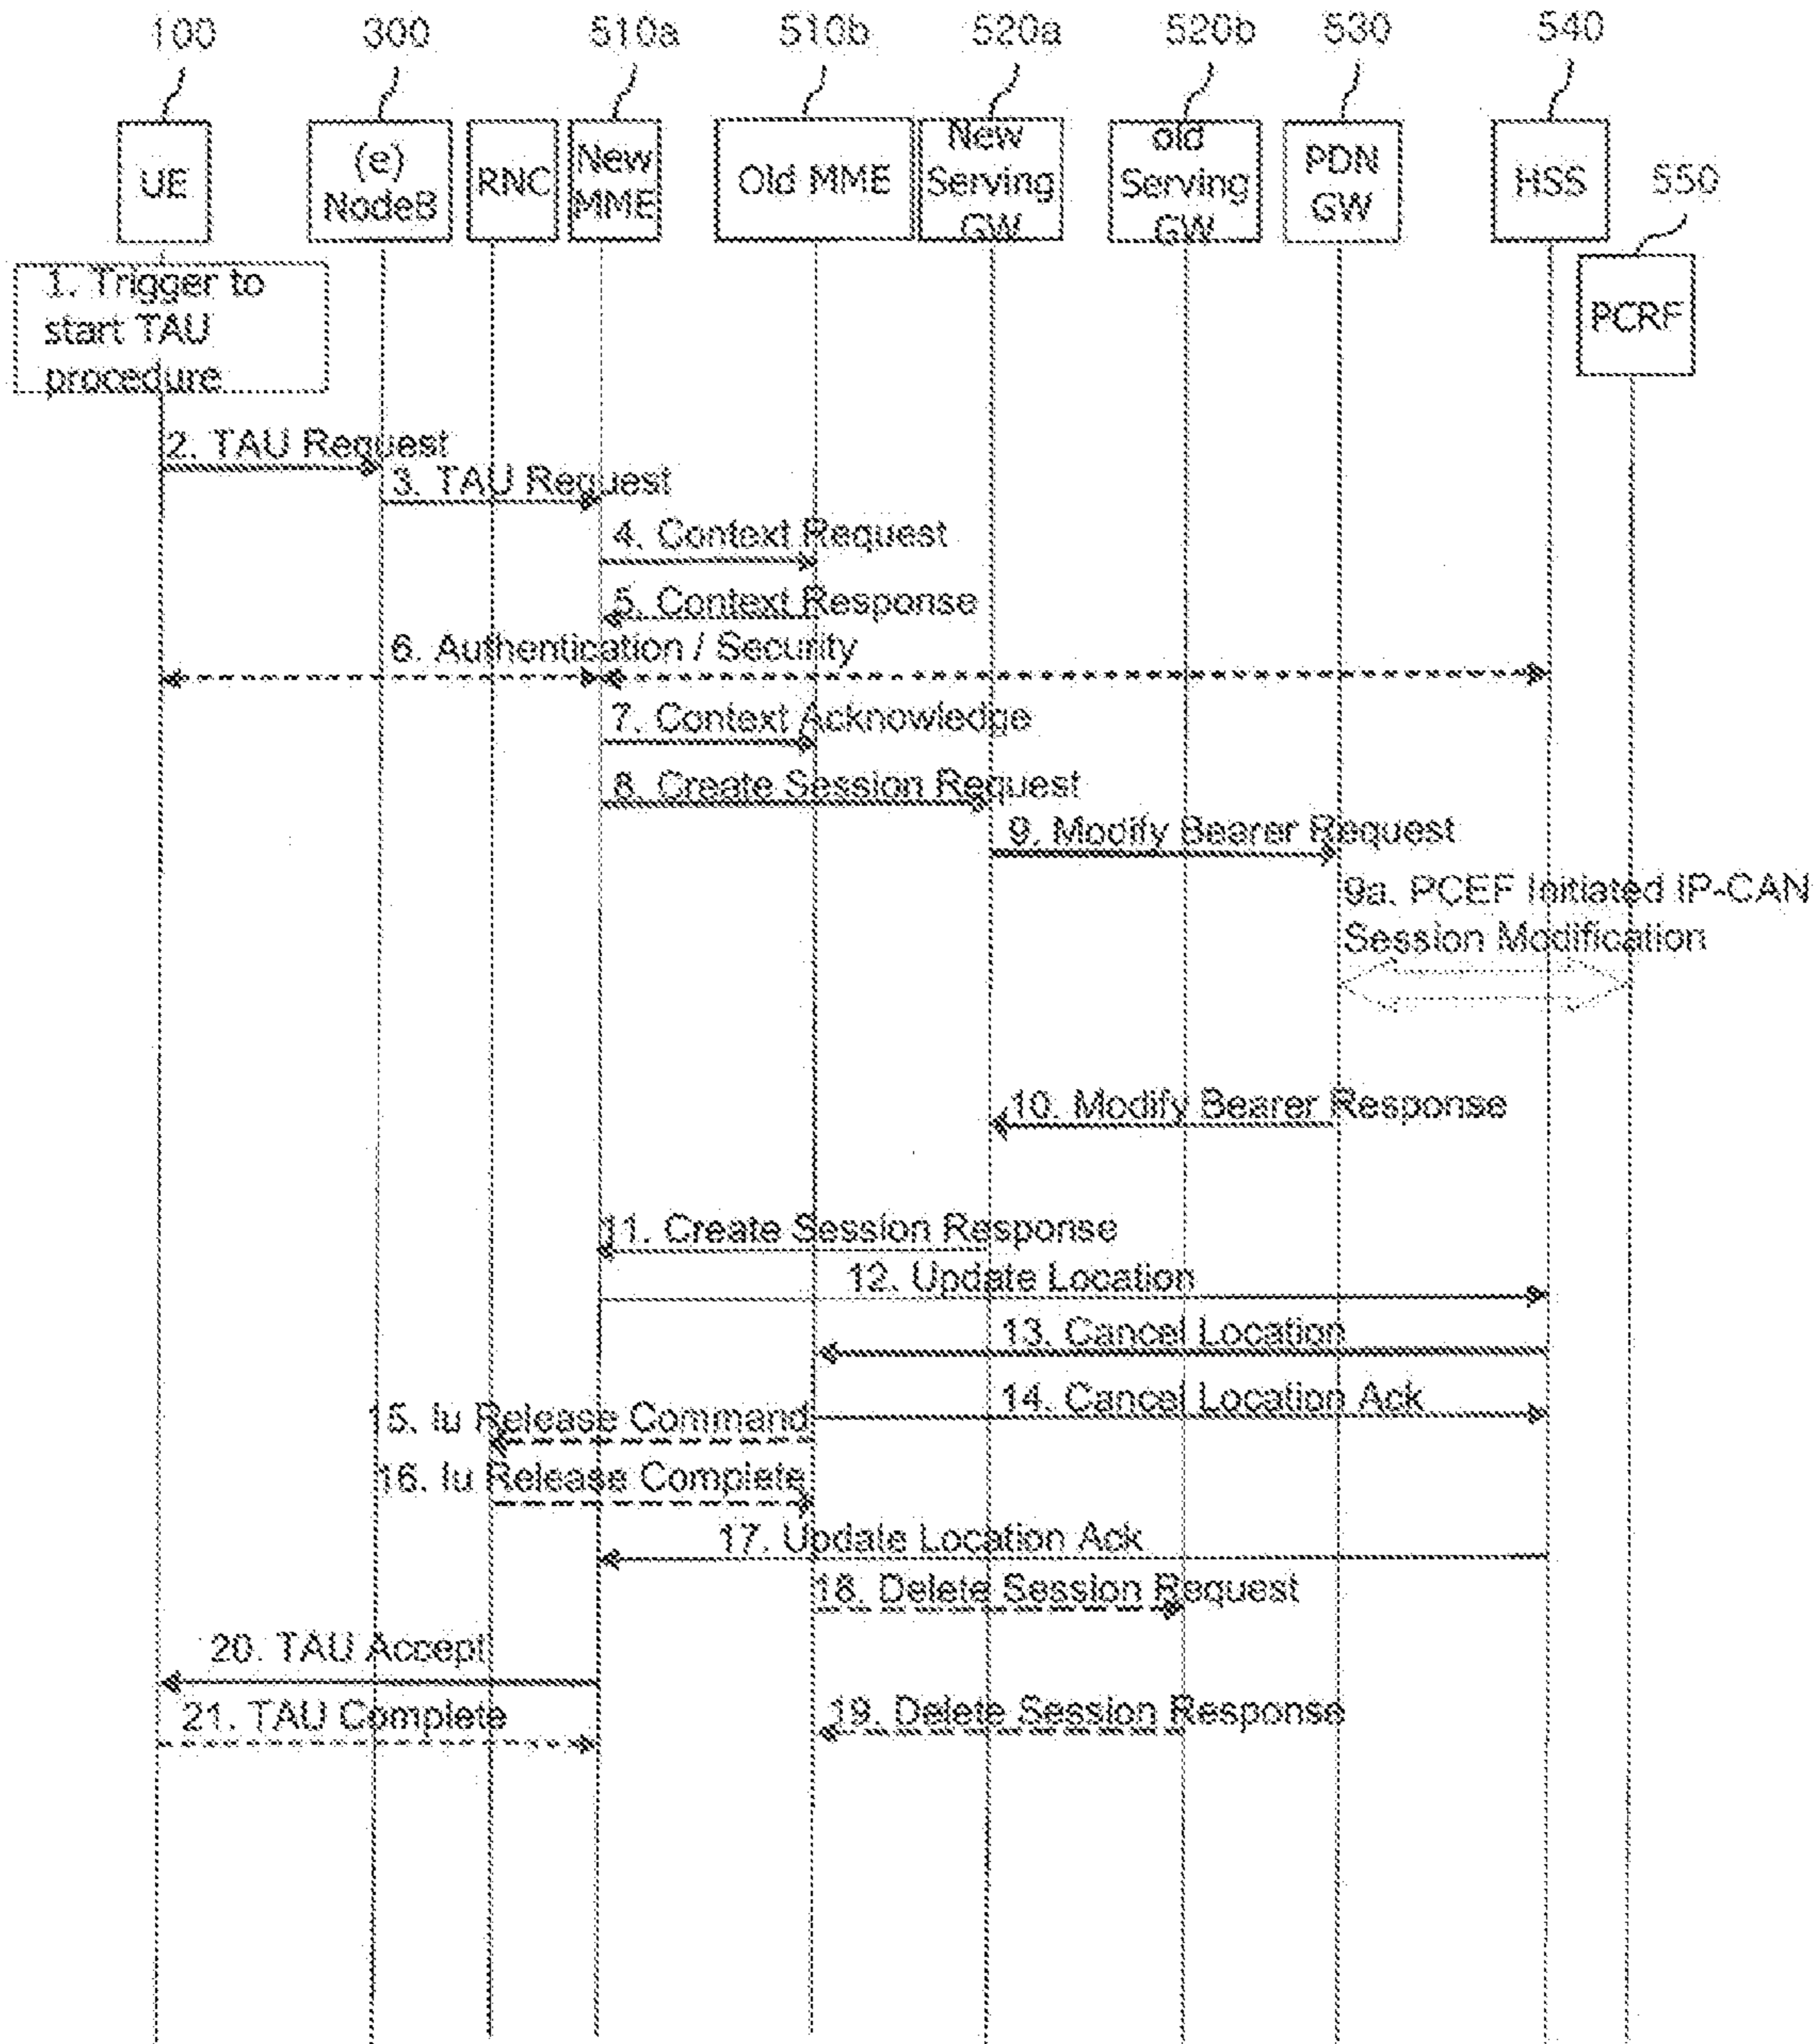 100
300
510a
510b
520a
520b
530
540
UE
(e)
NodeB
RNC
New
MME
Old MME
New
Serving
GW
old
Serving
GW
PDN
GW
HSS
550
PCRF
1. Trigger to
start TAU
procedure
2. TAU Request
3. TAU Request
4. Context Request
5. Context Response
6. Authentication / Security
7. Context Acknowledge
8. Create Session Request
9. Modify Bearer Request
9a. PCEF Initiated IP-CAN
Session Modification
10. Modify Bearer Response
11. Create Session Response
12. Update Location
13. Cancel Location
14. Cancel Location Ack
15. Iu Release Command
16. Iu Release Complete
17. Update Location Ack
18. Delete Session Request
20. TAU Accept
19. Delete Session Response
21. TAU Complete